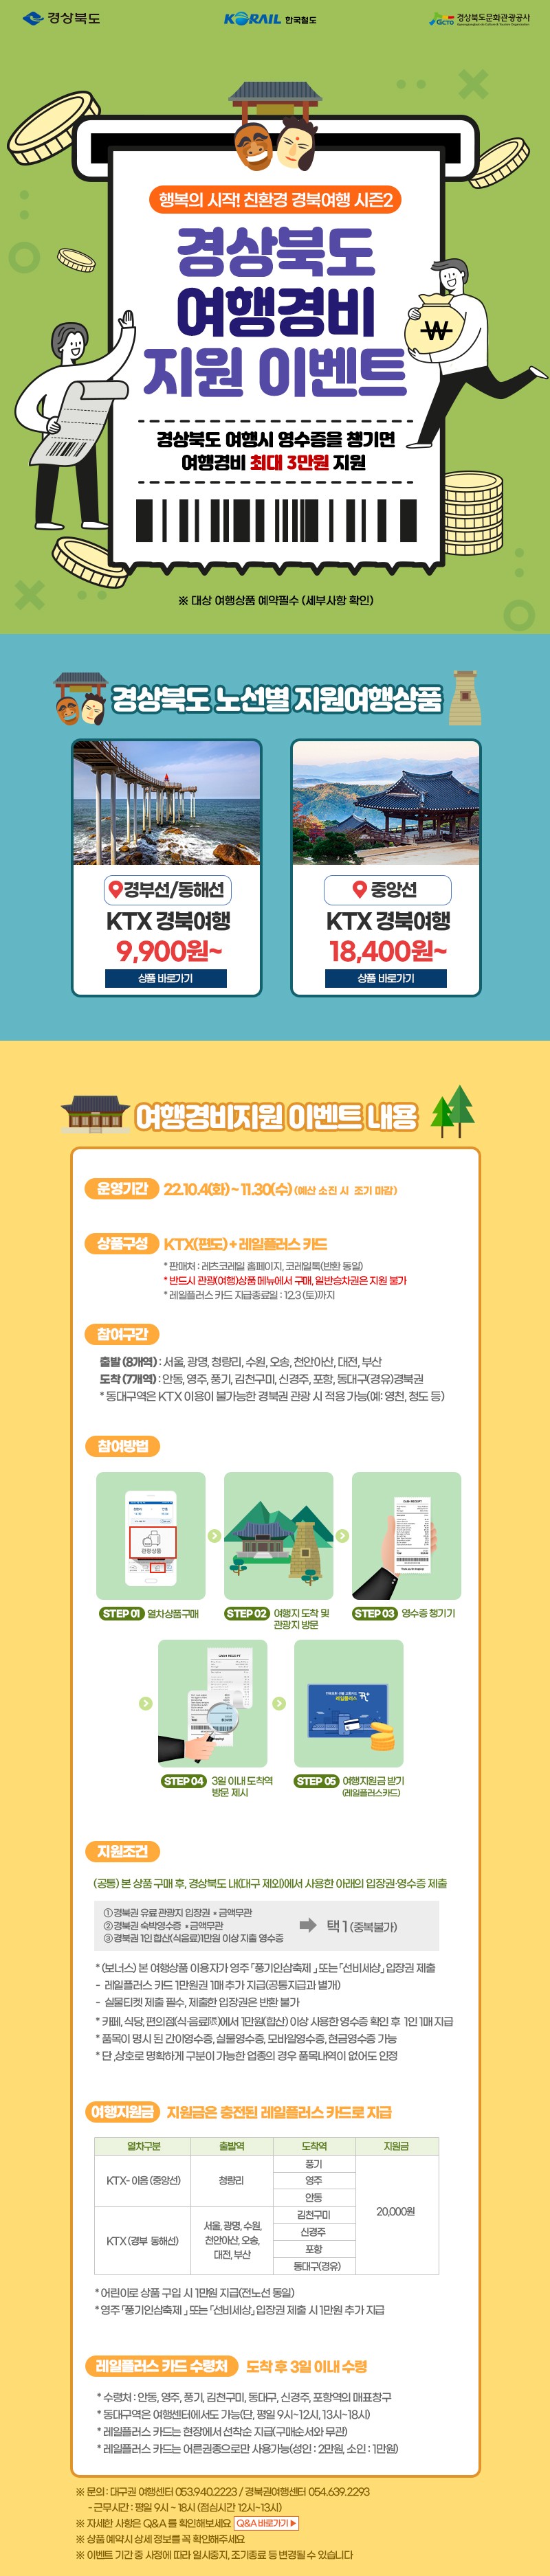 경상북도
KORAIL 한국철도
GCTO 경상북도문화관광공사
행복의 시작! 친환경 경북여행 시즌2
경상북도
여행경비
지원 이벤트
경상북도 여행시 영수증을 챙기면
여행경비 최대 3만원 지원
※ 대상 여행상품 예약필수 (세부사항 확인)
경상북도 노선별 지원여행상품
경부선/동해선
KTX 경북여행
9,900원~
상품 바로가기
중앙선
KTX 경북여행
18,400원~
상품 바로가기
여행경비지원 이벤트 내용
운영기간 22.10.4(화) ~ 11.30(수) (예산 소진 시 조기 마감)
상품구성 KTX(편도) + 레일플러스 카드
* 판매처 : 레츠코레일 홈페이지, 코레일톡(반환 동일)
* 반드시 관광(여행)상품 메뉴에서 구매, 일반승차권은 지원 불가
* 레일플러스 카드 지급종료일 : 12.3 (토)까지
참여구간
출발 (8개역) : 서울, 광명, 청량리, 수원, 오송, 천안아산, 대전, 부산
도착 (7개역) : 안동, 영주, 풍기, 김천구미, 신경주, 포항, 동대구(경유)경북권
* 동대구역은 KTX 이용이 불가능한 경북권 관광 시 적용 가능(예: 영천, 청도 등)
참여방법
관광상품
CASH RECEIPT
STEP 01 열차상품구매
STEP 02 여행지 도착 및
관광지 방문
STEP 03 영수증 챙기기
CASH RECEIPT
레일플러스
STEP 04 3일 이내 도착역
방문 제시
STEP 05 여행지원금 받기
(레일플러스카드)
지원조건
(공통) 본 상품 구매 후, 경상북도 내(대구 제외)에서 사용한 아래의 입장권·영수증 제출
① 경북권 유료 관광지 입장권 * 금액무관
② 경북권 숙박영수증 * 금액무관
③ 경북권 1인 합산(식음료)1만원 이상 지출 영수증
택 1 (중복불가)
* (보너스) 본 여행상품 이용자가 영주 「풍기인삼축제」 또는 「선비세상」 입장권 제출
- 레일플러스 카드 1만원권 1매 추가 지급(공통지급과 별개)
- 실물티켓 제출 필수, 제출한 입장권은 반환 불가
* 카페, 식당, 편의점(식·음료限)에서 1만원(합산) 이상 사용한 영수증 확인 후 1인 1매 지급
* 품목이 명시 된 간이영수증, 실물영수증, 모바일영수증, 현금영수증 가능
* 단 ,상호로 명확하게 구분이 가능한 업종의 경우 품목내역이 없어도 인정
여행지원금 지원금은 충전된 레일플러스 카드로 지급
열차구분 출발역 도착역 지원금
KTX- 이음 (중앙선) 청량리 풍기
영주
안동
20,000원
KTX (경부 동해선) 서울, 광명, 수원,
천안아산, 오송,
대전, 부산
김천구미
신경주
포항
동대구(경유)
* 어린이로 상품 구입 시 1만원 지급(전노선 동일)
* 영주 「풍기인삼축제」 또는 「선비세상」 입장권 제출 시 1만원 추가 지급
레일플러스 카드 수령처 도착 후 3일 이내 수령
* 수령처 : 안동, 영주, 풍기, 김천구미, 동대구, 신경주, 포항역의 매표창구
* 동대구역은 여행센터에서도 가능(단, 평일 9시~12시, 13시~18시)
* 레일플러스 카드는 현장에서 선착순 지급(구매순서와 무관)
* 레일플러스 카드는 어른권종으로만 사용가능(성인 : 2만원, 소인 : 1만원)
※ 문의 : 대구권 여행센터 053.940.2223 / 경북권여행센터 054.639.2293
- 근무시간 : 평일 9시 ~ 18시 (점심시간 12시~13시)
※ 자세한 사항은 Q&A 를 확인해보세요 Q&A 바로가기 ▶
※ 상품 예약시 상세 정보를 꼭 확인해주세요
※ 이벤트 기간 중 사정에 따라 일시중지, 조기종료 등 변경될 수 있습니다